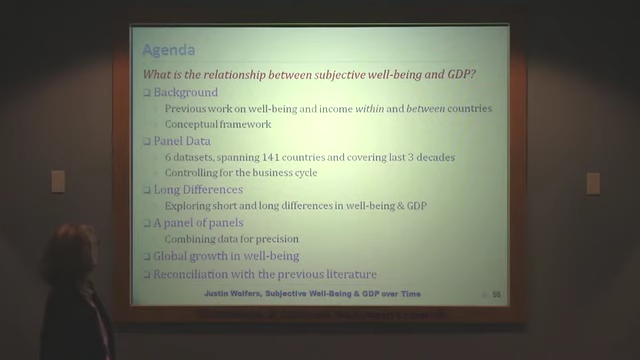 Agenda
What is the relationship between subjective well-being and GDP?
Background
Previous work on well-being and income within and between countries
Conceptual framework
Panel Data
6 datasets, spanning 141 countries and covering last 3 decades
Controlling for the business cycle
Long Differences
Exploring short and long differences in well-being & GDP
A panel of panels
Combining data for precision
Global growth in well-being
Reconciliation with the previous literature
Justin Wolfers, Subjective Well-Being & GDP over Time